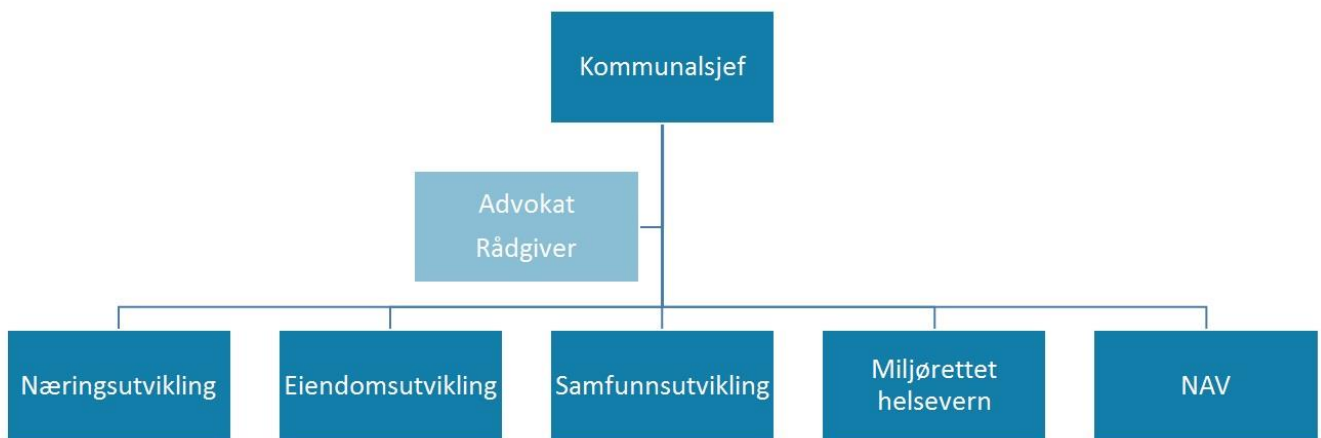 Kommunalsjef
Advokat
Rådgiver
Næringsutvikling
Eiendomsutvikling
Samfunnsutvikling
Miljørettet
helsevern
NAV